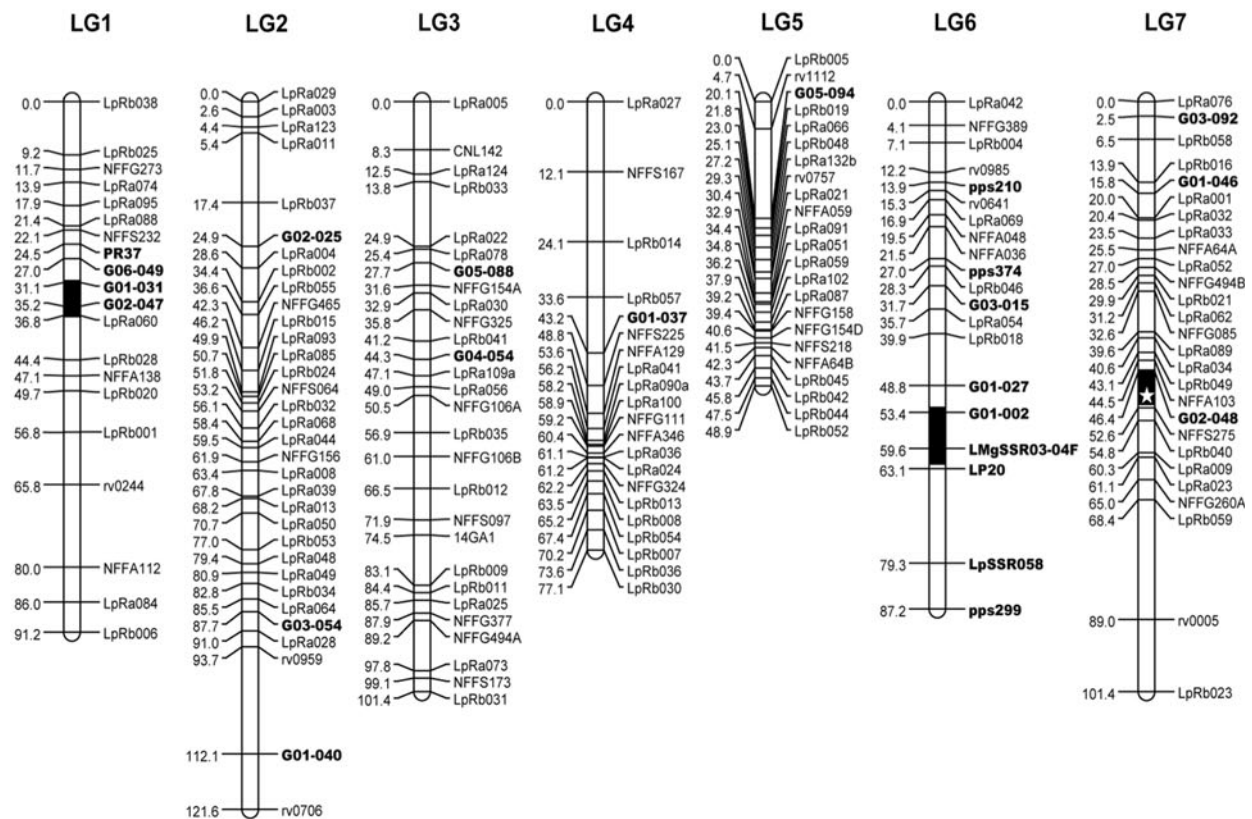 LG1 LG2 LG3 LG4 LG5 LG6 LG7
0.0 LpRb038
9.2 LpRb025
11.7 NFFG273
13.9 LpRa074
17.9 LpRa095
21.4 LpRa088
22.1 NFFS232
24.5 PR37
27.0 G06-049
31.1 G01-031
35.2 G02-047
36.8 LpRa060
44.4 LpRb028
47.1 NFFA138
49.7 LpRb020
56.8 LpRb001
65.8 rv0244
80.0 NFFA112
86.0 LpRa084
91.2 LpRb006
0.0 LpRa029
2.6 LpRa003
4.4 LpRa123
5.4 LpRa011
17.4 LpRb037
24.9 G02-025
28.6 LpRa004
34.4 LpRb002
36.6 LpRb055
42.3 NFFG465
46.2 LpRb015
49.9 LpRa093
50.7 LpRa085
51.8 LpRb024
53.2 NFFS064
56.1 LpRb032
58.4 LpRa068
59.5 LpRa044
61.9 NFFG156
63.4 LpRa008
67.8 LpRa039
68.2 LpRa013
70.7 LpRa050
77.0 LpRb053
79.4 LpRa048
80.9 LpRa049
82.8 LpRb034
85.5 LpRa064
87.7 G03-054
91.0 LpRa028
93.7 rv0959
112.1 G01-040
121.6 rv0706
0.0 LpRa005
8.3 CNL142
12.5 LpRa124
13.8 LpRb033
24.9 LpRa022
25.4 LpRa078
27.7 G05-088
31.6 NFFG154A
32.9 LpRa030
35.8 NFFG325
41.2 LpRb041
44.3 G04-054
47.1 LpRa109a
49.0 LpRa056
50.5 NFFG106A
56.9 LpRb035
61.0 NFFG106B
66.5 LpRb012
71.9 NFFS097
74.5 14GA1
83.1 LpRb009
84.4 LpRb011
85.7 LpRa025
87.9 NFFG377
89.2 NFFG494A
97.8 LpRa073
99.1 NFFS173
101.4 LpRb031
0.0 LpRa027
12.1 NFFS167
24.1 LpRb014
33.6 LpRb057
43.2 G01-037
48.8 NFFS225
53.6 NFFA129
56.2 LpRa041
58.2 LpRa090a
58.9 LpRa100
59.2 NFFG111
60.4 NFFA346
61.1 LpRa036
61.2 LpRa024
62.2 NFFG324
63.5 LpRb013
65.2 LpRb008
67.4 LpRb054
70.2 LpRb007
73.6 LpRb036
77.1 LpRb030
0.0 LpRb005
4.7 rv1112
20.1 G05-094
21.8 LpRb019
23.0 LpRa066
25.1 LpRb048
27.2 LpRa132b
29.3 rv0757
30.4 LpRa021
32.9 NFFA059
34.4 LpRa091
34.8 LpRa051
36.2 LpRa059
37.9 LpRa102
39.2 LpRa087
39.4 NFFG158
40.6 NFFG154D
41.5 NFFS218
42.3 NFFA64B
43.7 LpRb045
45.8 LpRb042
47.5 LpRb044
48.9 LpRb052
0.0 LpRa042
4.1 NFFG389
7.1 LpRb004
12.2 rv0985
13.9 pps210
15.3 rv0641
16.9 LpRa069
19.5 NFFA048
21.5 NFFA036
27.0 pps374
28.3 LpRb046
31.7 G03-015
35.7 LpRa054
39.9 LpRb018
48.8 G01-027
53.4 G01-002
59.6 LMgSSR03-04F
63.1 LP20
79.3 LpSSR058
87.2 pps299
0.0 LpRa076
2.5 G03-092
6.5 LpRb058
13.9 LpRb016
15.8 G01-046
20.0 LpRa001
20.4 LpRa032
23.5 LpRa033
25.5 NFFA64A
27.0 LpRa052
28.5 NFFG494B
29.9 LpRb021
31.2 LpRa062
32.6 NFFG085
39.6 LpRa089
40.6 LpRa034
43.1 LpRb049
44.5 NFFA103
46.4 G02-048
52.6 NFFS275
54.8 LpRb040
60.3 LpRa009
61.1 LpRa023
65.0 NFFG260A
68.4 LpRb059
89.0 rv0005
101.4 LpRb023